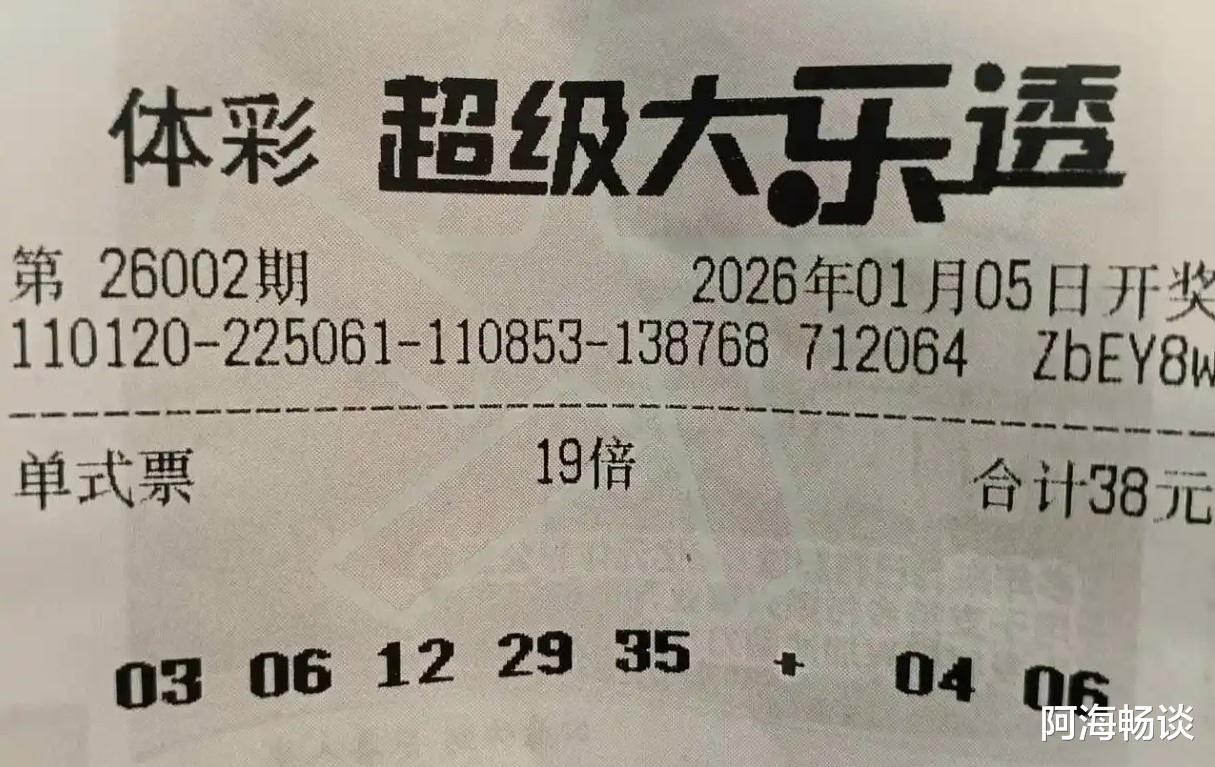 体彩 超级大乐透
第 26002期 2026年01月05日开奖
110120-225061-110853-138768 712064 ZbEY8w
单式票 19倍 合计38元
03 06 12 29 35 + 04 06
阿海畅谈